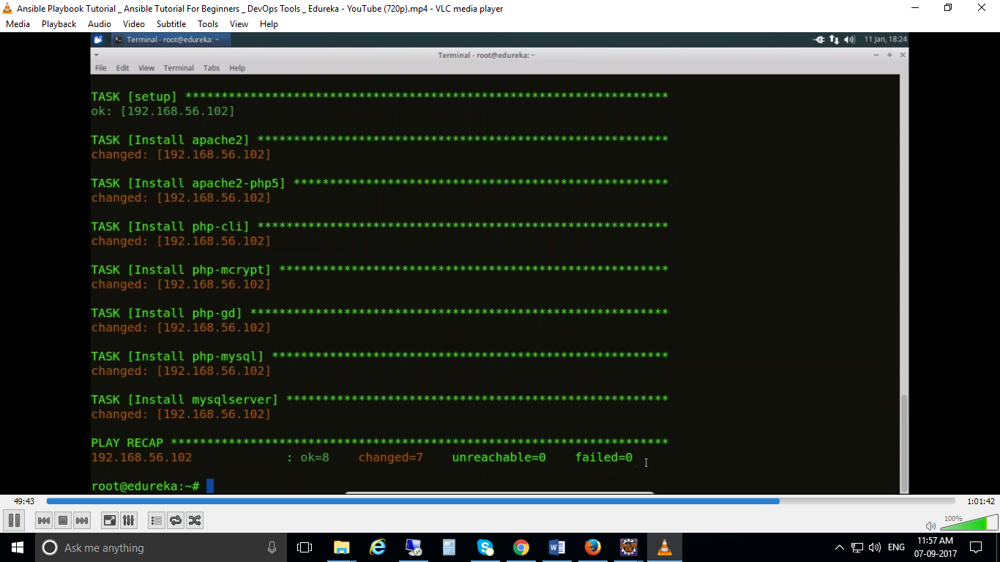 Ansible Playbook Tutorial _ Ansible Tutorial For Beginners _ DevOps Tools _ Edureka - YouTube (720p).mp4 - VLC media player
Media Playback Audio Video Subtitle Tools View Help
Terminal - root@edureka: ~ 11 Jan, 18:24
Terminal - root@edureka: ~
File Edit View Terminal Tabs Help
TASK [setup] *******************************************************************
ok: [192.168.56.102]
TASK [Install apache2] *********************************************************
changed: [192.168.56.102]
TASK [Install apache2-php5] ****************************************************
changed: [192.168.56.102]
TASK [Install php-cli] *********************************************************
changed: [192.168.56.102]
TASK [Install php-mcrypt] ******************************************************
changed: [192.168.56.102]
TASK [Install php-gd] **********************************************************
changed: [192.168.56.102]
TASK [Install php-mysql] *******************************************************
changed: [192.168.56.102]
TASK [Install mysqlserver] *****************************************************
changed: [192.168.56.102]
PLAY RECAP *********************************************************************
192.168.56.102 : ok=8 changed=7 unreachable=0 failed=0
root@edureka:~#
49:43 1:01:42
100%
Ask me anything ENG 11:57 AM
07-09-2017